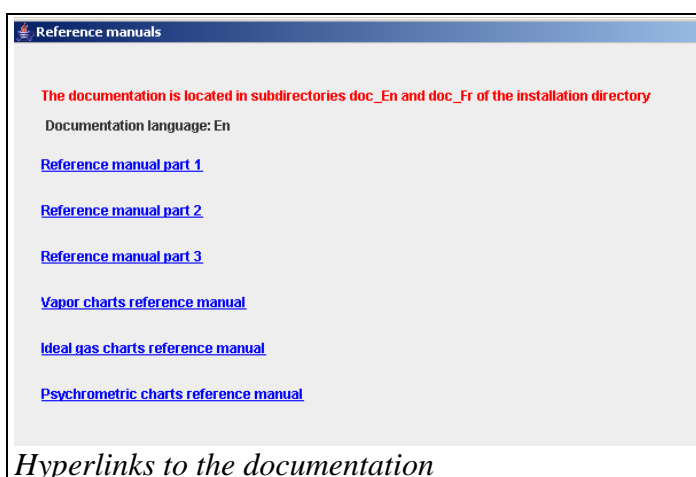 Reference manuals
The documentation is located in subdirectories doc_En and doc_Fr of the installation directory
Documentation language: En
Reference manual part 1
Reference manual part 2
Reference manual part 3
Vapor charts reference manual
Ideal gas charts reference manual
Psychrometric charts reference manual
Hyperlinks to the documentation